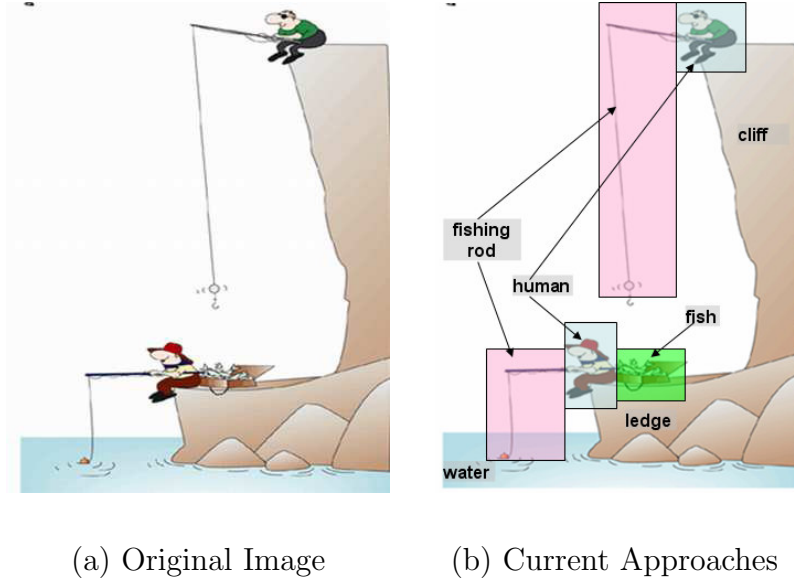 cliff
fishing
rod
human
fish
ledge
water
(a) Original Image
(b) Current Approaches